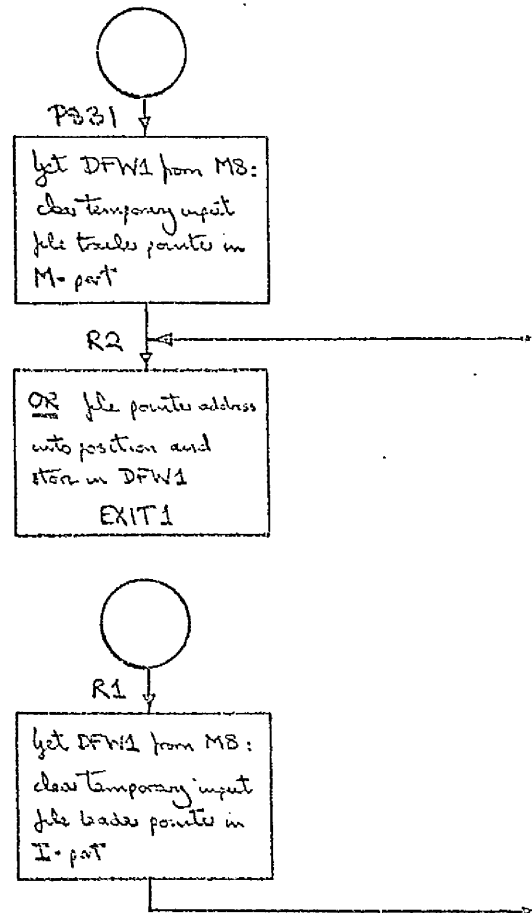 PS31
Get DFW1 from M8:
clear temporary input
file trailer pointer in
M-part
R2
OR file pointer address
into position and
store in DFW1
EXIT1
R1
Get DFW1 from M8:
clear temporary input
file leader pointer in
I-part